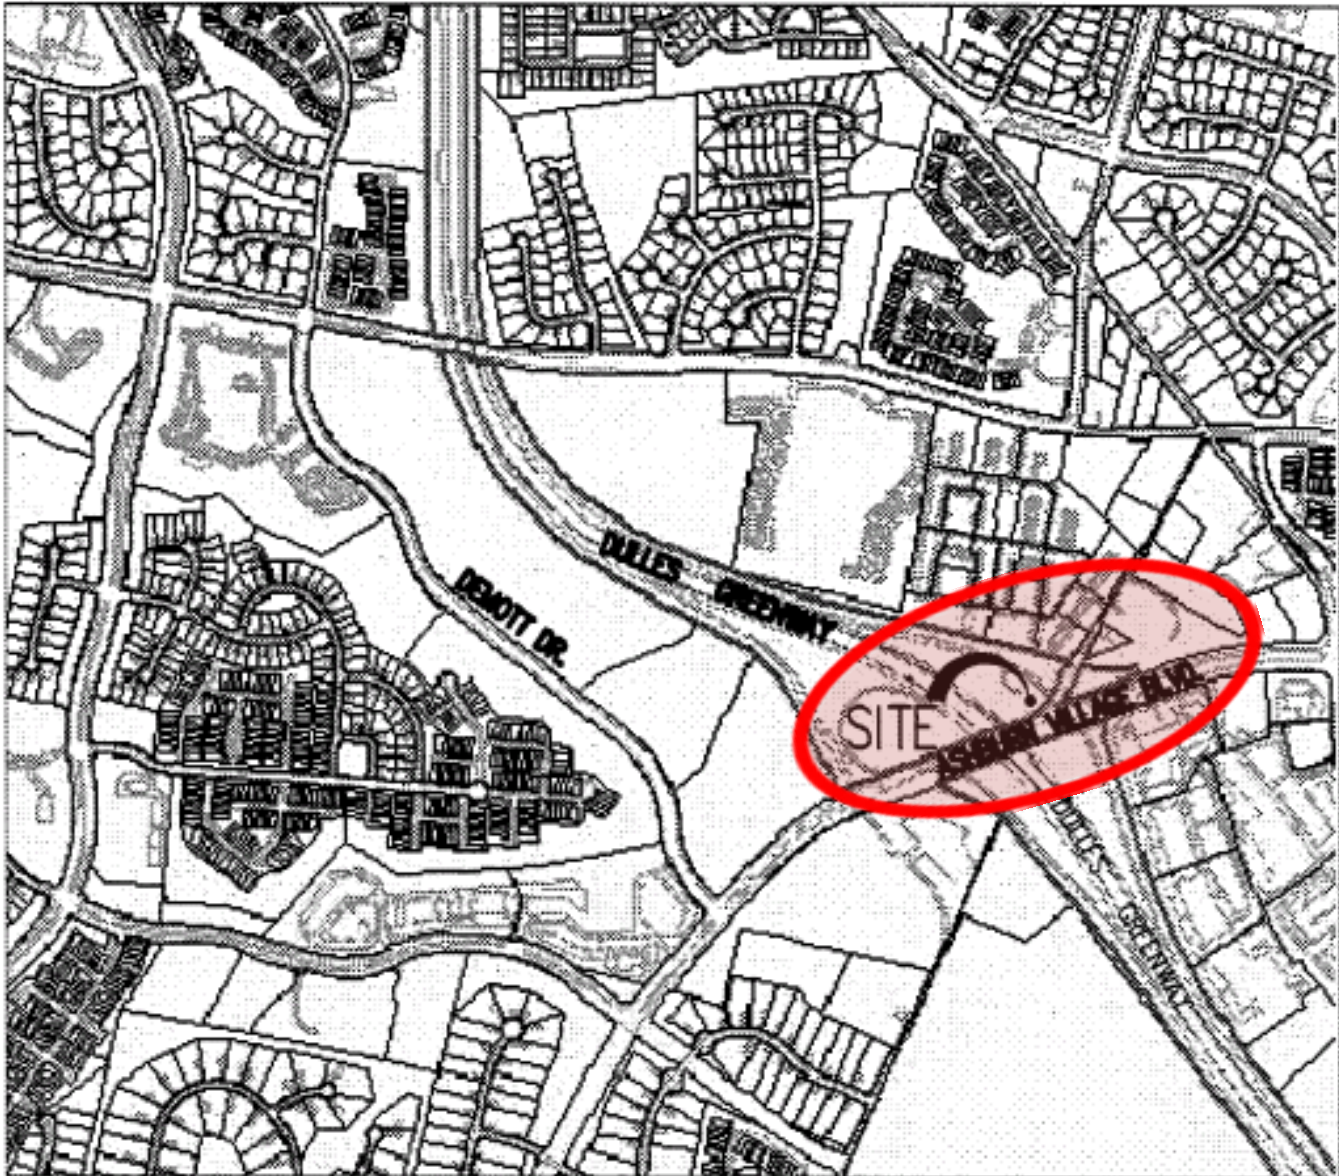 DULLES GREENWAY
DEMOTT DR.
SITE
ASHBURN VILLAGE BLVD.
DULLES GREENWAY